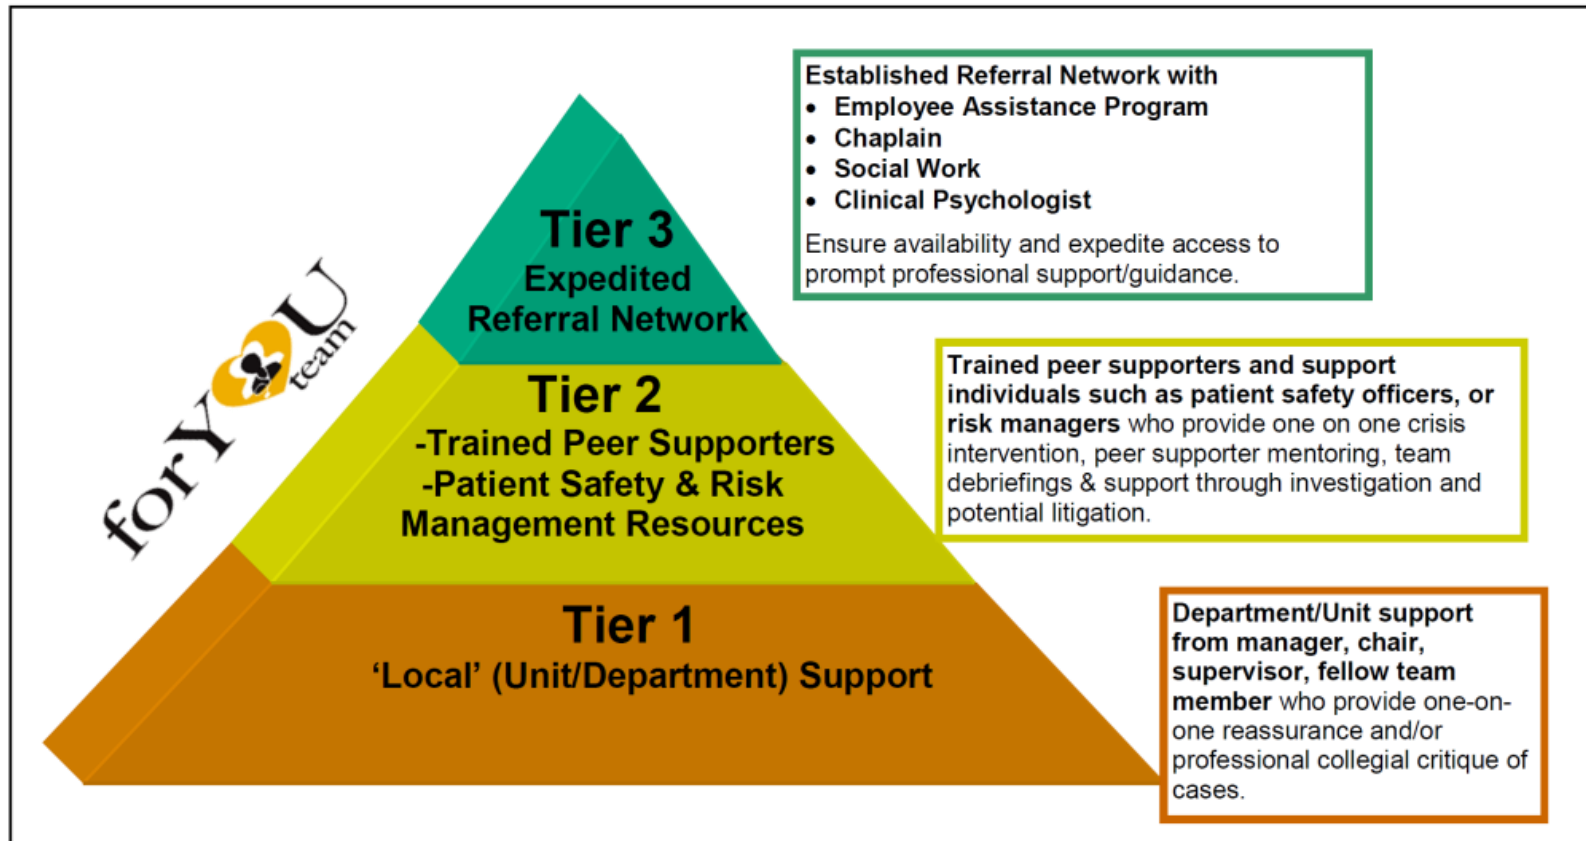 forYOU
team
Tier 3
Expedited
Referral Network
Tier 2
-Trained Peer Supporters
-Patient Safety & Risk
Management Resources
Tier 1
‘Local’ (Unit/Department) Support
Established Referral Network with
• Employee Assistance Program
• Chaplain
• Social Work
• Clinical Psychologist
Ensure availability and expedite access to
prompt professional support/guidance.
Trained peer supporters and support
individuals such as patient safety officers, or
risk managers who provide one on one crisis
intervention, peer supporter mentoring, team
debriefings & support through investigation and
potential litigation.
Department/Unit support
from manager, chair,
supervisor, fellow team
member who provide one-on-
one reassurance and/or
professional collegial critique of
cases.